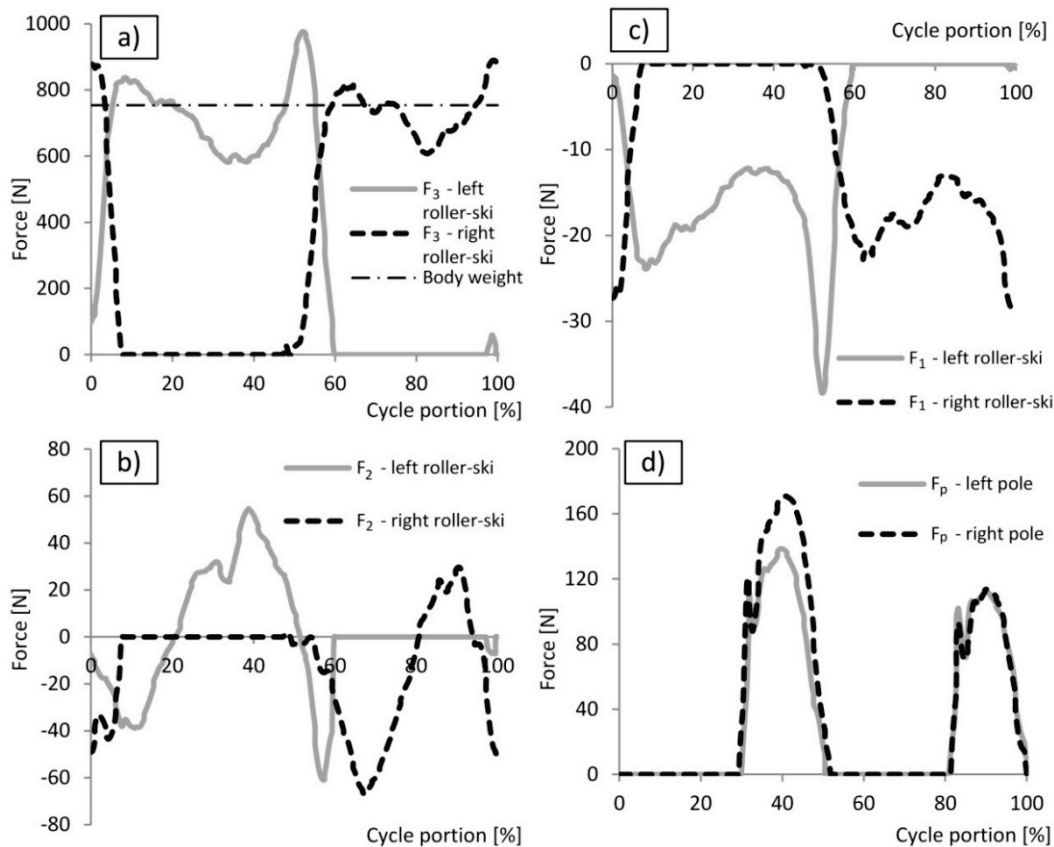 a)
1000
800
600
400
200
0
Force [N]
0 20 40 60 80 100
Cycle portion [%]
F3 - left
roller-ski
F3 - right
roller-ski
Body weight
c)
Cycle portion [%]
0 20 40 60 80 100
0
-10
-20
-30
-40
Force [N]
F1 - left roller-ski
F1 - right roller-ski
b)
80
60
40
20
0
-20
-40
-60
-80
Force [N]
F2 - left roller-ski
F2 - right roller-ski
0 20 40 60 80 100
Cycle portion [%]
d)
200
160
120
80
40
0
Force [N]
Fp - left pole
Fp - right pole
0 20 40 60 80 100
Cycle portion [%]